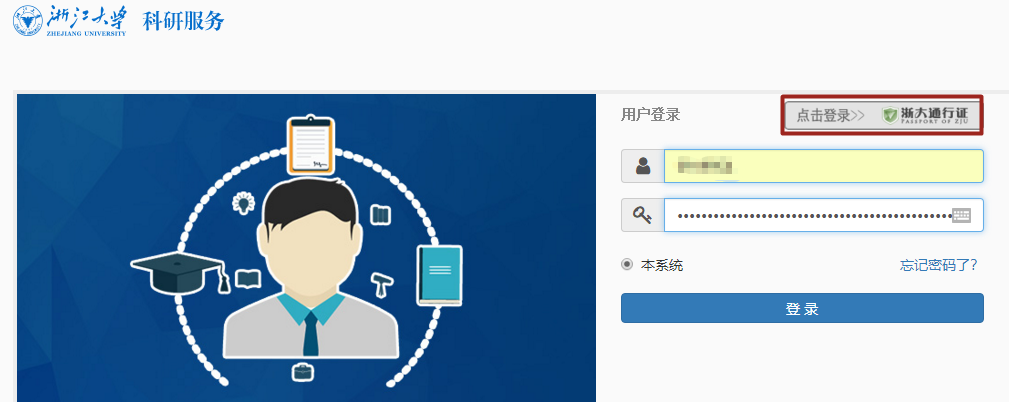 浙江大学 科研服务
ZHEJIANG UNIVERSITY
用户登录
点击登录>> 浙大通行证
PASSPORT OF ZJU
本系统 忘记密码了?
登 录